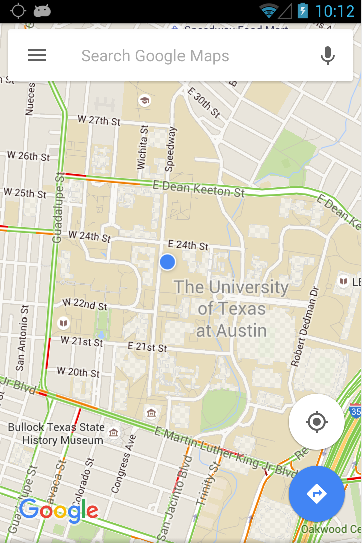 10:12
Speedway Food Mart
Search Google Maps
Nueces
E 30th St
W 27th St
Wichita St
Speedway
W 26th St
W 25th St
E Dean Keeton St
E Dean Ke
Guadalupe St
W 24th St
E 24th St
The University
of Texas
at Austin
LB
W 22nd St
San Antonio St
Robert Dedman Dr
W 21st St
E 21st St
W 20th St
Jr Blvd
35
Bullock Texas State
History Museum
E Martin Luther King Jr Blvd
Re
Guadalupe St
Lavaca St
Colorado St
Congress Ave
San Jacinto Blvd
Trinity St
Google
Oakwood Ce